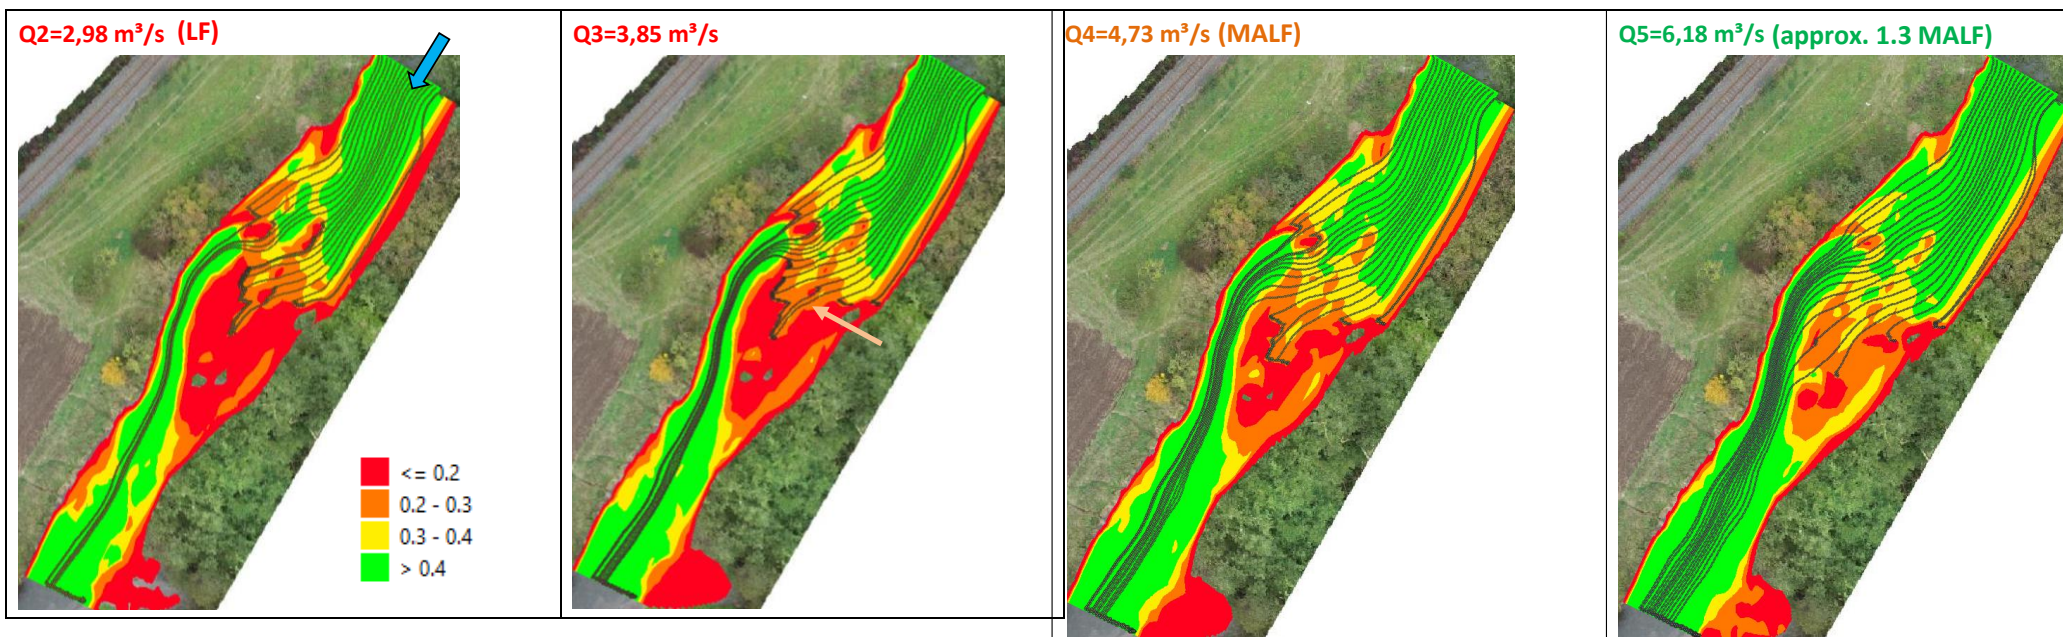 Q2=2,98 m³/s (LF)
Q3=3,85 m³/s
Q4=4,73 m³/s (MALF)
Q5=6,18 m³/s (approx. 1.3 MALF)
<= 0.2
0.2 - 0.3
0.3 - 0.4
> 0.4